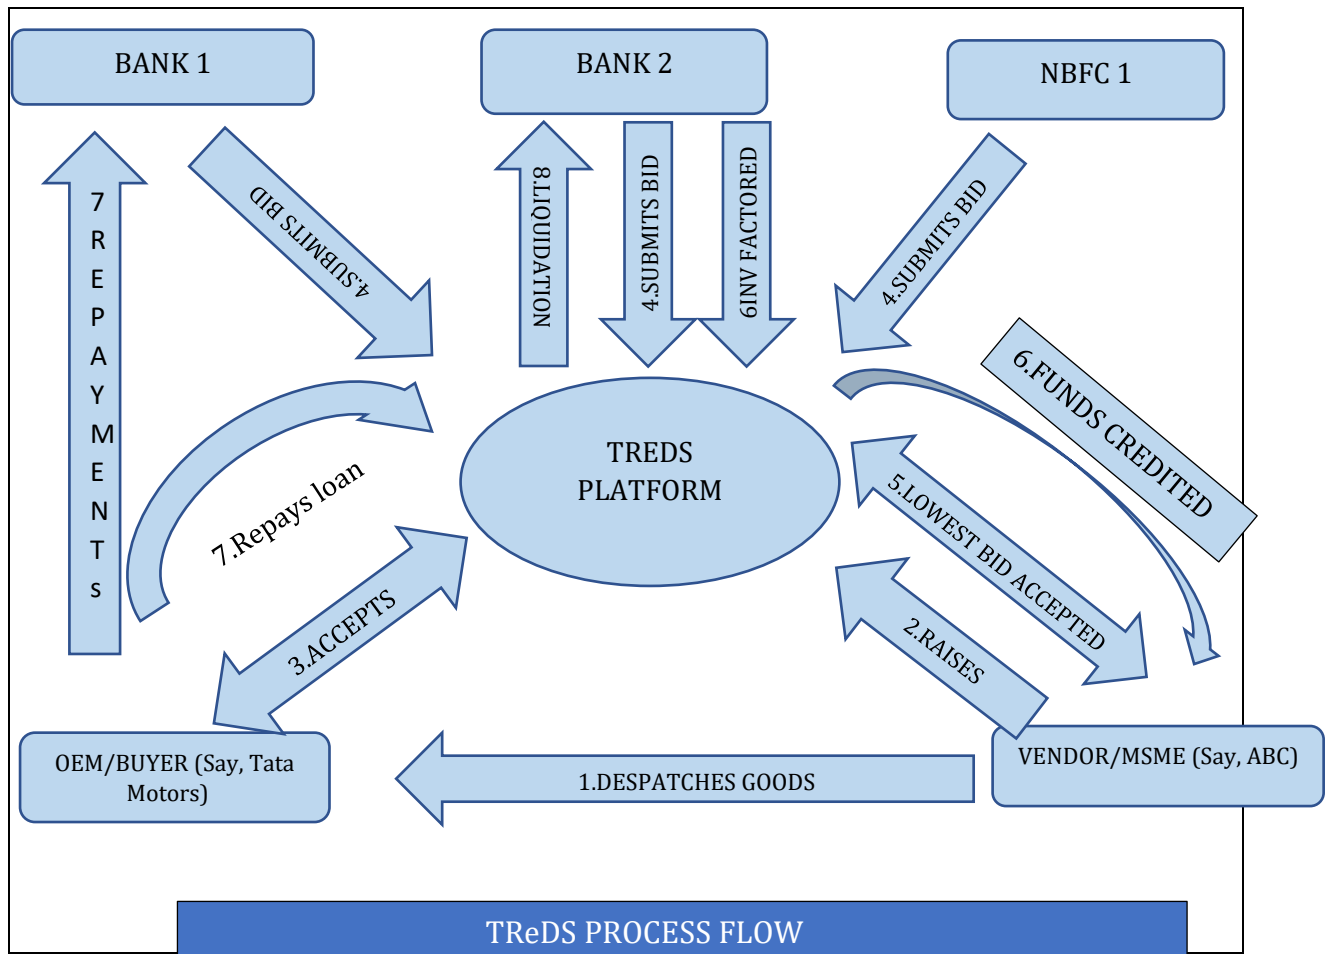 BANK 1
BANK 2
NBFC 1
7
R
E
P
A
Y
M
E
N
T
s
4.SUBMITS BID
8.LIQUIDATION
4.SUBMITS BID
6INV FACTORED
4.SUBMITS BID
6.FUNDS CREDITED
7.Repays loan
TREDS
PLATFORM
5.LOWEST BID ACCEPTED
3.ACCEPTS
2.RAISES
OEM/BUYER (Say, Tata
Motors)
1.DESPATCHES GOODS
VENDOR/MSME (Say, ABC)
TReDS PROCESS FLOW